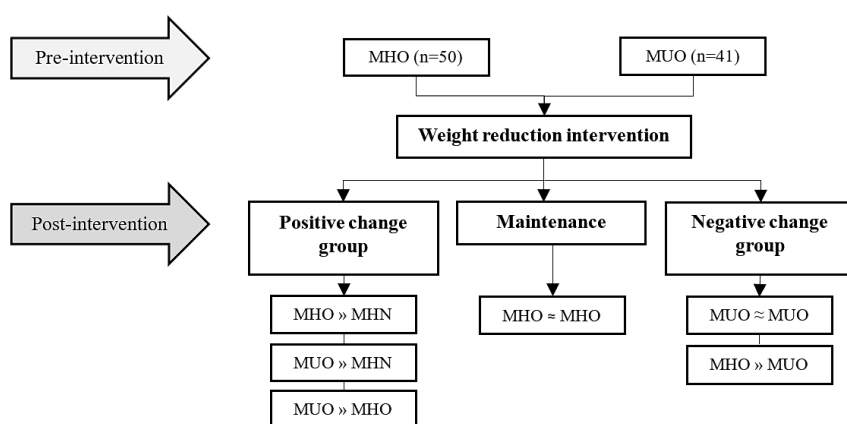 Pre-intervention
MHO (n=50)
MUO (n=41)
Weight reduction intervention
Post-intervention
Positive change
group
Maintenance
Negative change
group
MHO » MHN
MUO » MHN
MUO » MHO
MHO ≈ MHO
MUO ≈ MUO
MHO » MUO